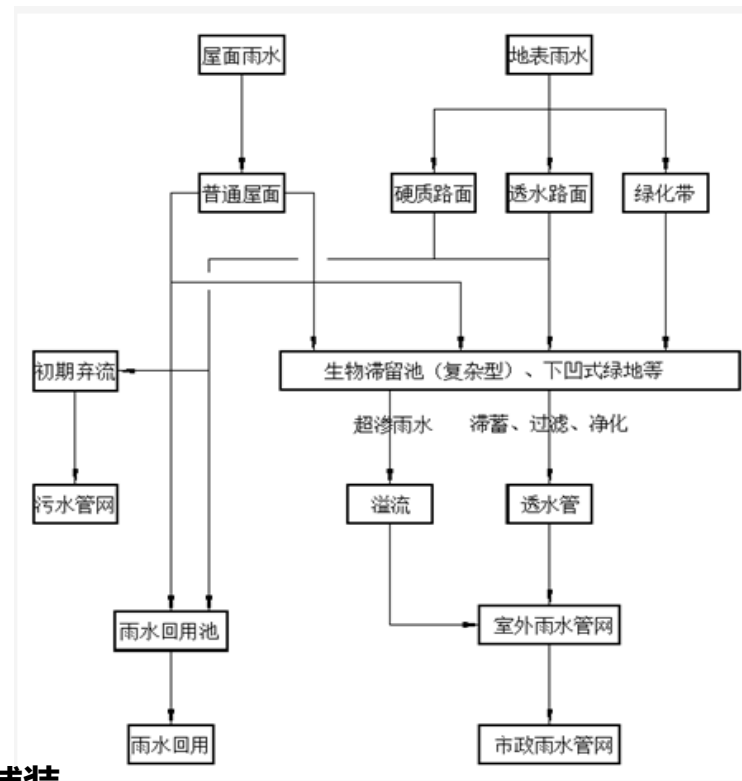 屋面雨水
地表雨水
普通屋面
硬质路面
透水路面
绿化带
初期弃流
生物滞留池（复杂型）、下凹式绿地等
超渗雨水
滞蓄、过滤、净化
污水管网
溢流
透水管
雨水回用池
室外雨水管网
雨水回用
市政雨水管网